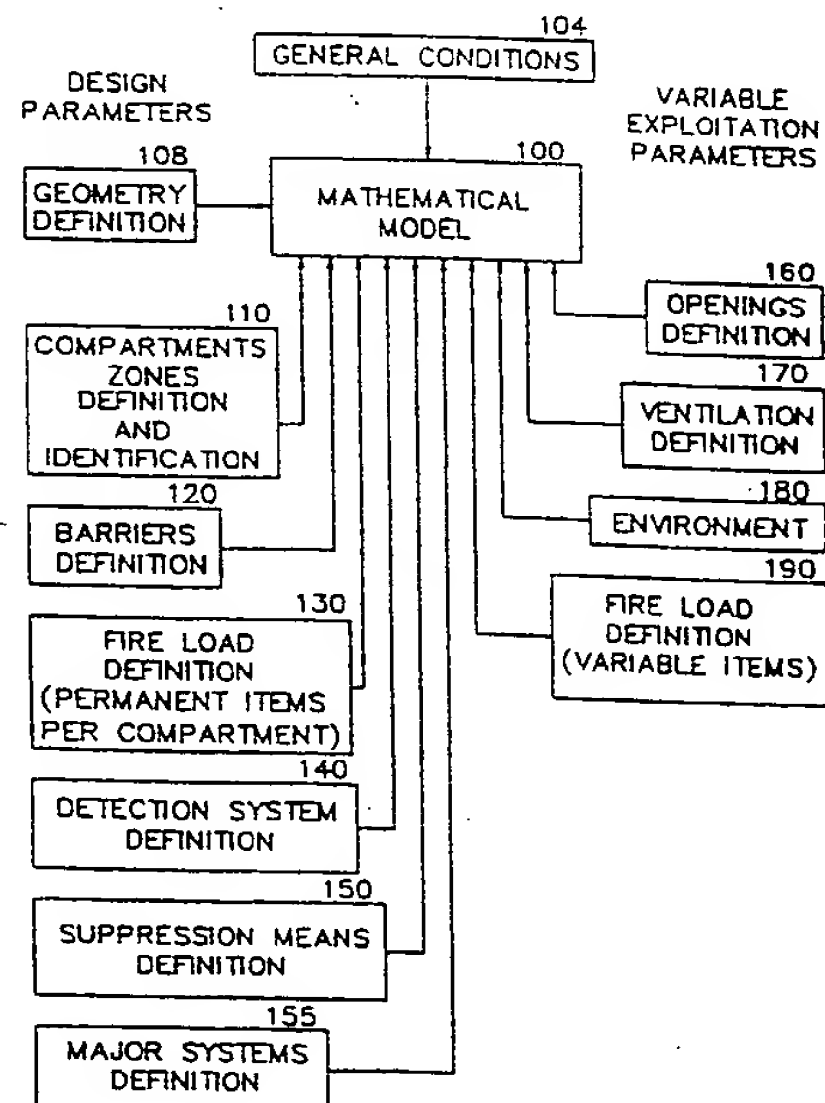 104
GENERAL CONDITIONS
DESIGN
PARAMETERS
VARIABLE
EXPLOITATION
PARAMETERS
108
GEOMETRY
DEFINITION
100
MATHEMATICAL
MODEL
110
COMPARTMENTS
ZONES
DEFINITION
AND
IDENTIFICATION
120
BARRIERS
DEFINITION
130
FIRE LOAD
DEFINITION
(PERMANENT ITEMS
PER COMPARTMENT)
140
DETECTION SYSTEM
DEFINITION
150
SUPPRESSION MEANS
DEFINITION
155
MAJOR SYSTEMS
DEFINITION
160
OPENINGS
DEFINITION
170
VENTILATION
DEFINITION
180
ENVIRONMENT
190
FIRE LOAD
DEFINITION
(VARIABLE ITEMS)